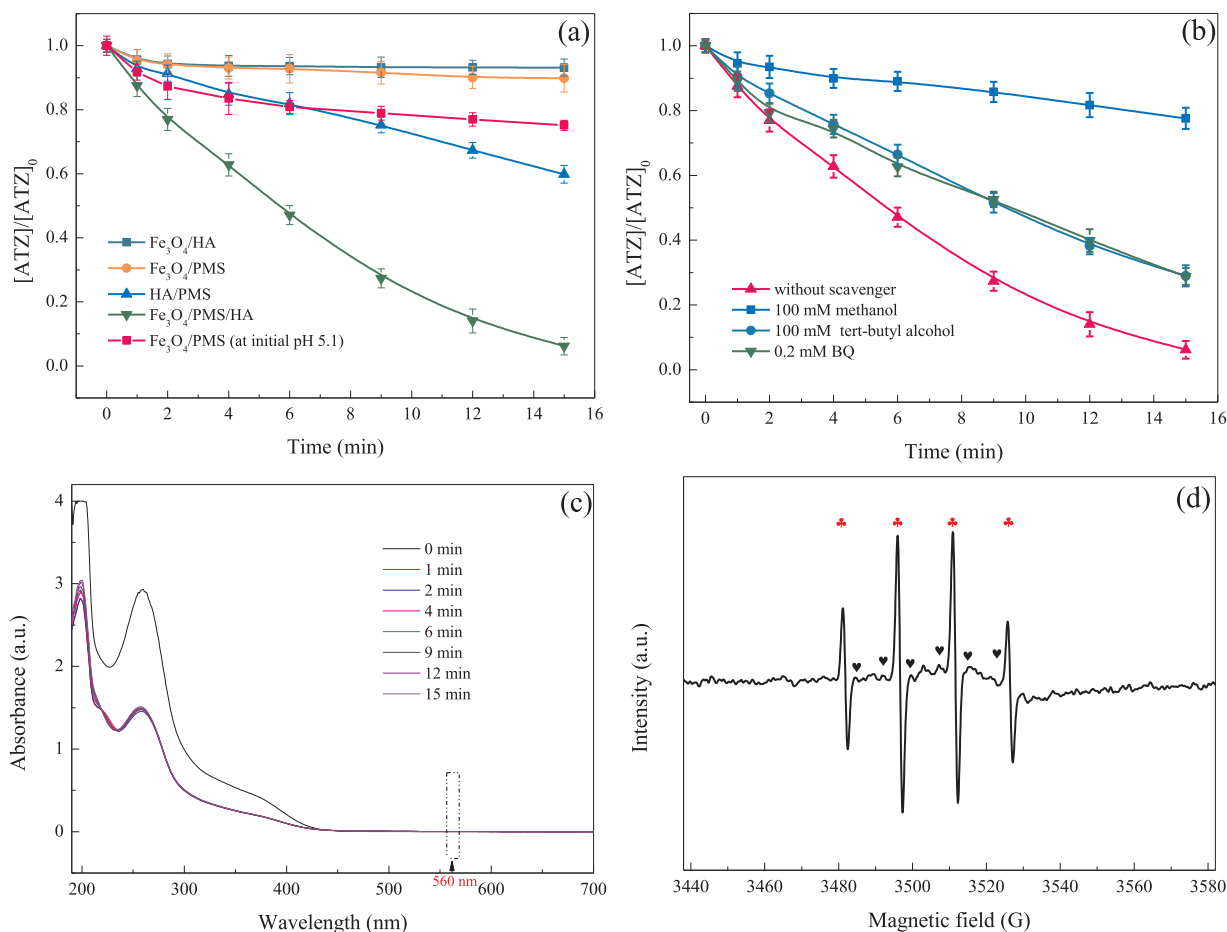 (a)
1.0
0.8
0.6
0.4
0.2
0.0
[ATZ]/[ATZ]₀
Fe₃O₄/HA
Fe₃O₄/PMS
HA/PMS
Fe₃O₄/PMS/HA
Fe₃O₄/PMS (at initial pH 5.1)
0 2 4 6 8 10 12 14 16
Time (min)
(b)
1.0
0.8
0.6
0.4
0.2
0.0
[ATZ]/[ATZ]₀
without scavenger
100 mM methanol
100 mM tert-butyl alcohol
0.2 mM BQ
0 2 4 6 8 10 12 14 16
Time (min)
(c)
4
3
2
1
0
Absorbance (a.u.)
0 min
1 min
2 min
4 min
6 min
9 min
12 min
15 min
560 nm
200 300 400 500 600 700
Wavelength (nm)
(d)
Intensity (a.u.)
3440 3460 3480 3500 3520 3540 3560 3580
Magnetic field (G)